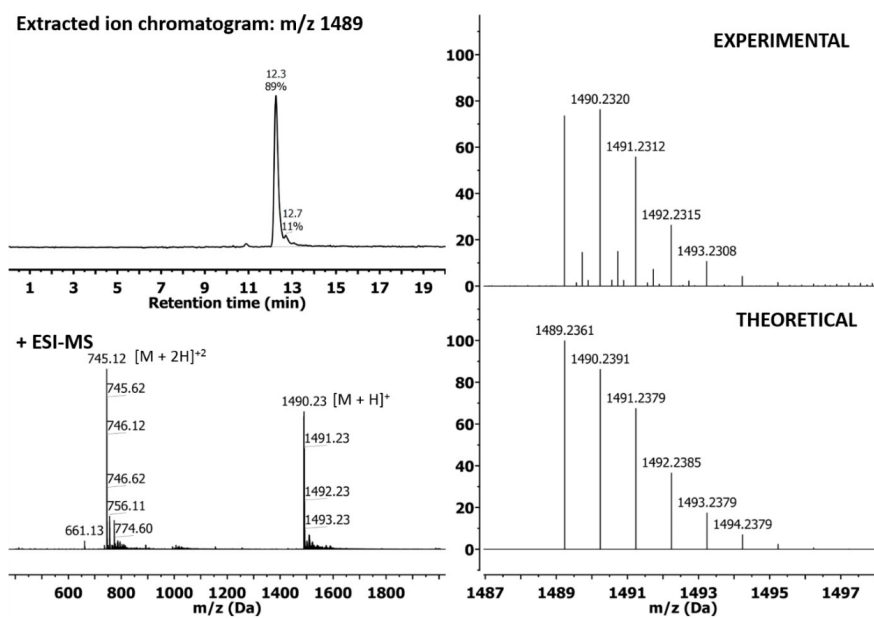 Extracted ion chromatogram: m/z 1489
12.3
89%
12.7
11%
1 3 5 7 9 11 13 15 17 19
Retention time (min)
EXPERIMENTAL
100
80
60
40
20
0
1490.2320
1491.2312
1492.2315
1493.2308
+ ESI-MS
745.12 [M + 2H]⁺²
745.62
746.12
746.62
756.11
774.60
661.13
1490.23 [M + H]⁺
1491.23
1492.23
1493.23
600 800 1000 1200 1400 1600 1800
m/z (Da)
THEORETICAL
100
80
60
40
20
0
1489.2361
1490.2391
1491.2379
1492.2385
1493.2379
1494.2379
1487 1489 1491 1493 1495 1497
m/z (Da)